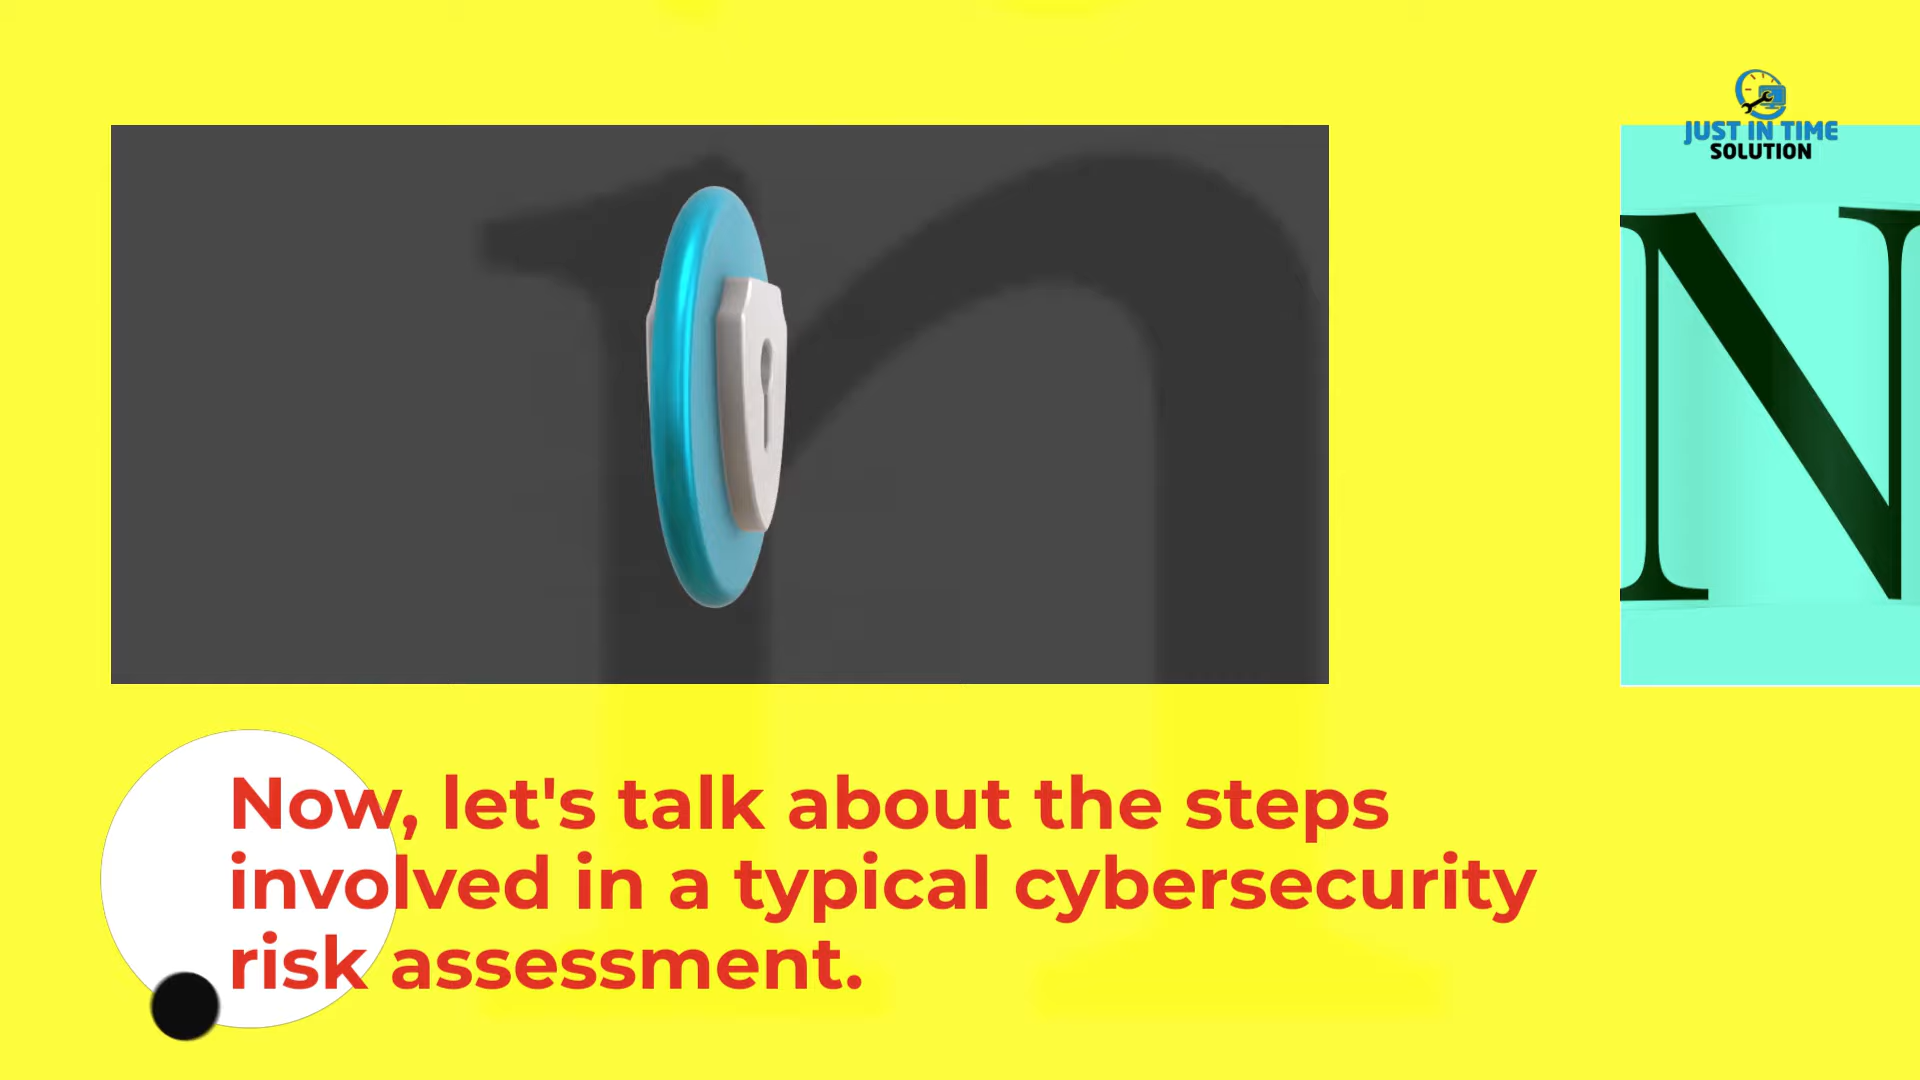 JUST IN TIME
SOLUTION
N
n
Now, let's talk about the steps
involved in a typical cybersecurity
risk assessment.